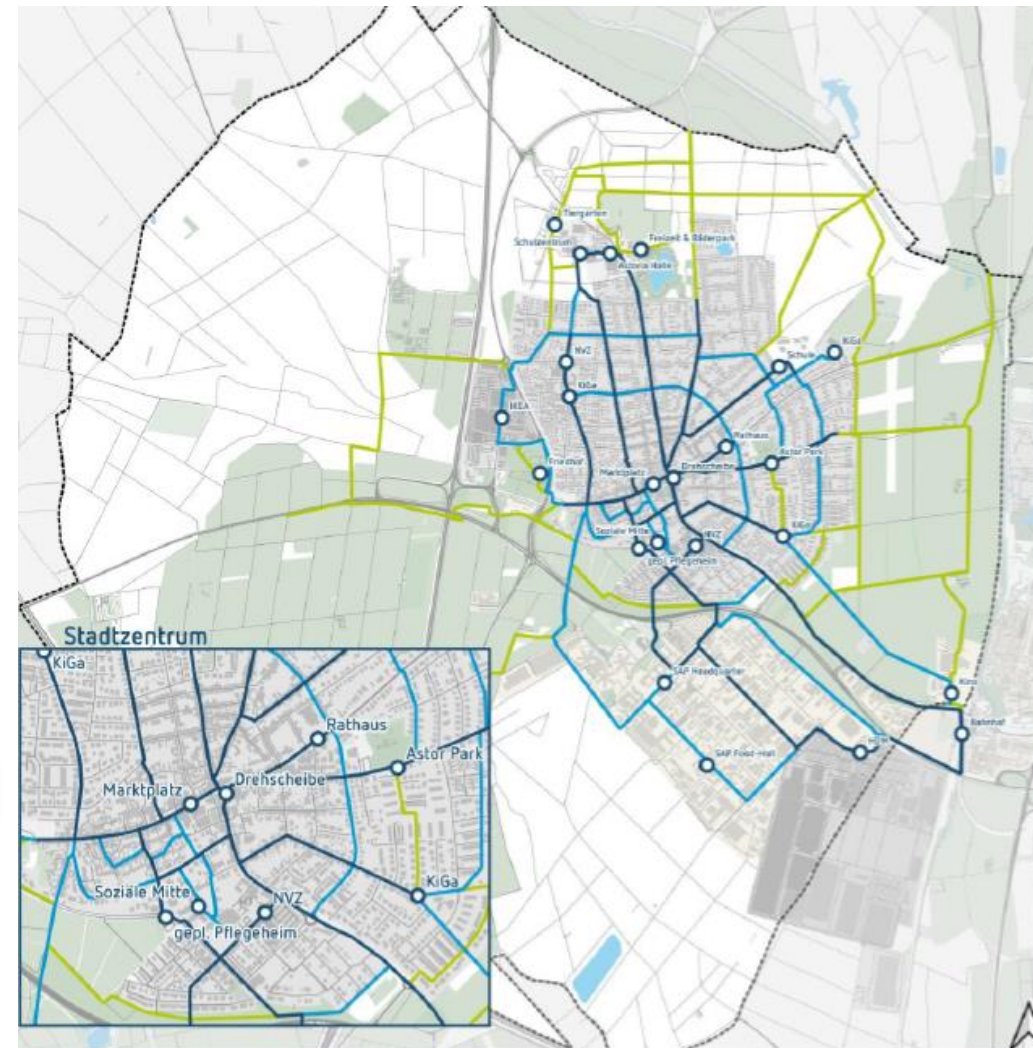 Tiergarten
Schulzentrum
Freizeit & Bäderpark
Astoria Halle
NVZ
KiGa
Schule
KiGa
IKEA
Rathaus
Friedhof
Astor Park
Marktplatz
Drehscheibe
KiGa
Soziale Mitte
NVZ
gepl. Pflegeheim
SAP Headquarter
Kino
Bahnhof
HDM
SAP Food-Hall
Stadtzentrum
KiGa
Rathaus
Astor Park
Drehscheibe
Marktplatz
KiGa
Soziale Mitte
NVZ
gepl. Pflegeheim